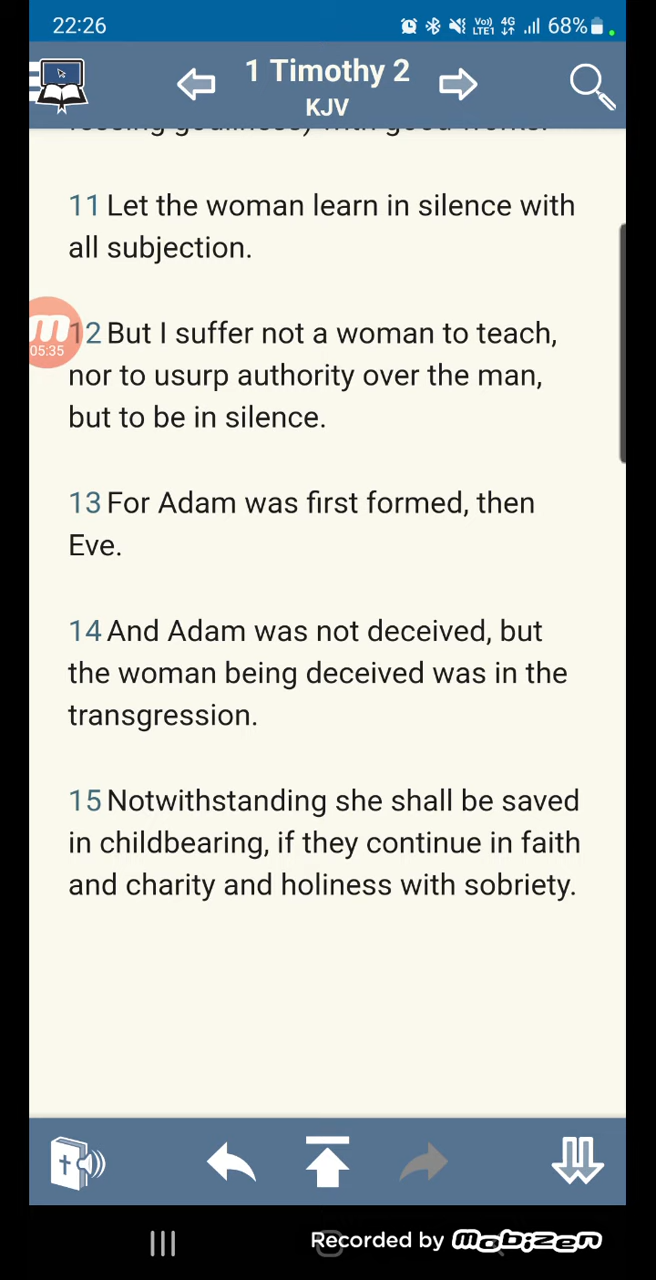 22:26 Vo)) LTE1 4G 68%
1 Timothy 2
KJV
11 Let the woman learn in silence with
all subjection.
12 But I suffer not a woman to teach,
05:35
nor to usurp authority over the man,
but to be in silence.
13 For Adam was first formed, then
Eve.
14 And Adam was not deceived, but
the woman being deceived was in the
transgression.
15 Notwithstanding she shall be saved
in childbearing, if they continue in faith
and charity and holiness with sobriety.
Recorded by mobizen